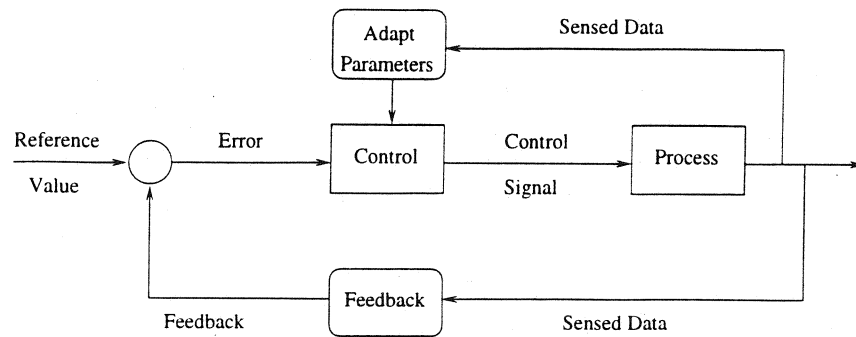 Sensed Data
Adapt
Parameters
Reference
Error
Control
Control
Process
Value
Signal
Feedback
Feedback
Sensed Data